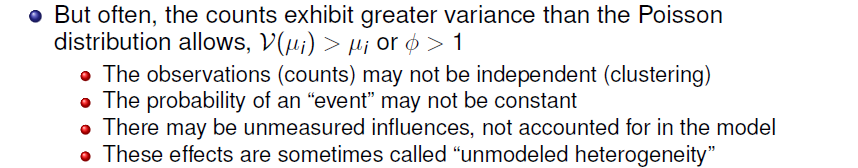 But often, the counts exhibit greater variance than the Poisson
distribution allows, 𝒱(μᵢ) > μᵢ or ϕ > 1
The observations (counts) may not be independent (clustering)
The probability of an “event” may not be constant
There may be unmeasured influences, not accounted for in the model
These effects are sometimes called “unmodeled heterogeneity”